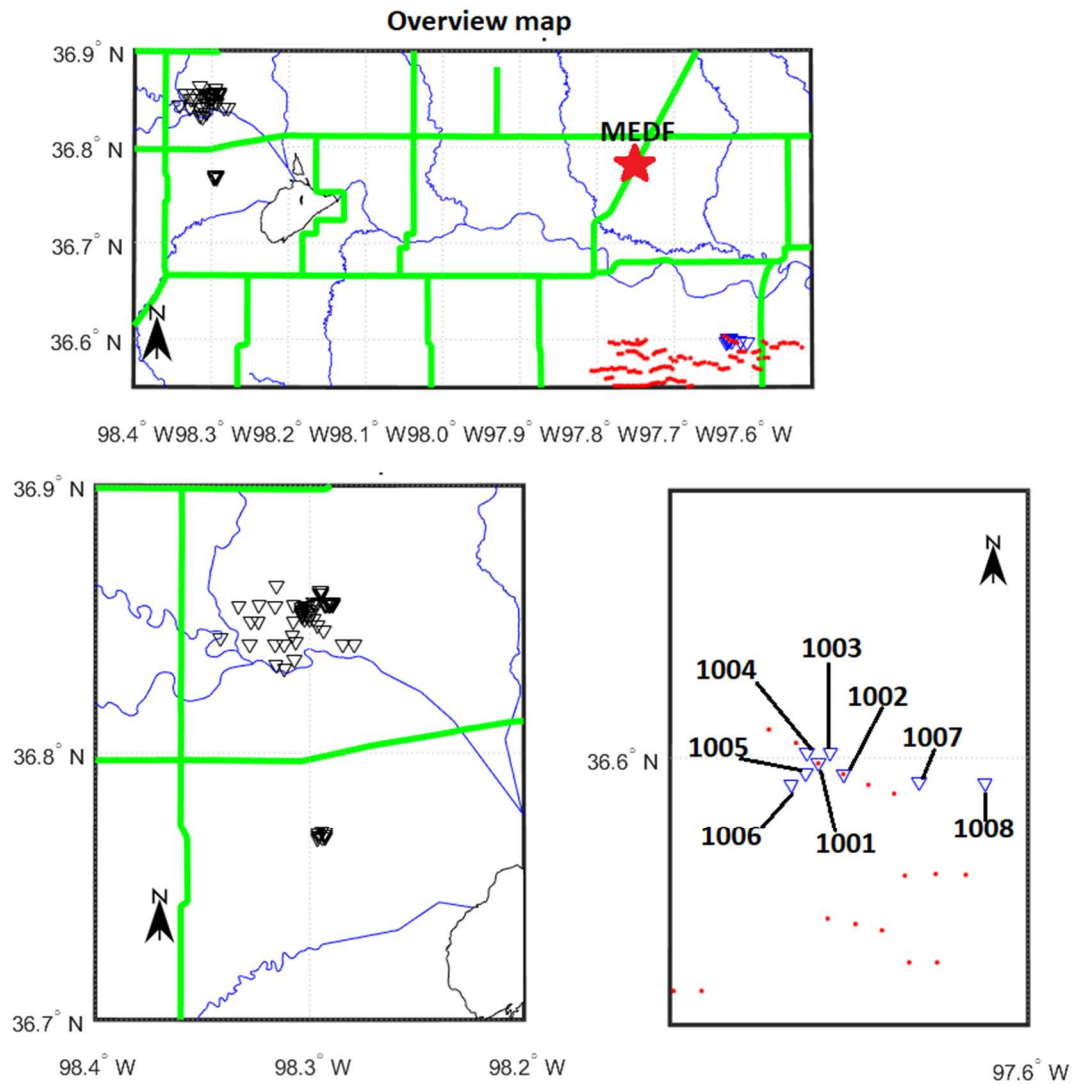 Overview map
36.9° N
MEDF
36.8° N
36.7° N
N
36.6° N
98.4° W98.3° W98.2° W98.1° W98.0° W97.9° W97.8° W97.7° W97.6° W
36.9° N
N
1003
1004
1002
1007
36.8° N
1005
36.6° N
1006
1001
1008
N
36.7° N
98.4° W
98.3° W
98.2° W
97.6° W